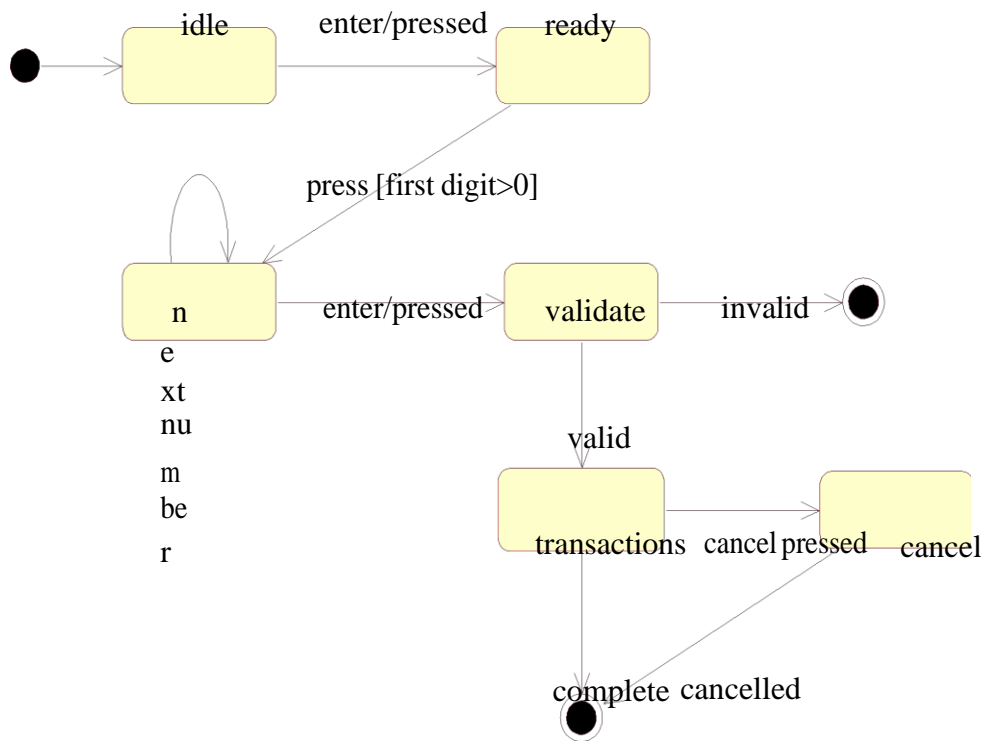 idle
enter/pressed
ready
press [first digit>0]
n
e
xt
nu
m
be
r
enter/pressed
validate
invalid
valid
transactions
cancel pressed
cancel
complete
cancelled